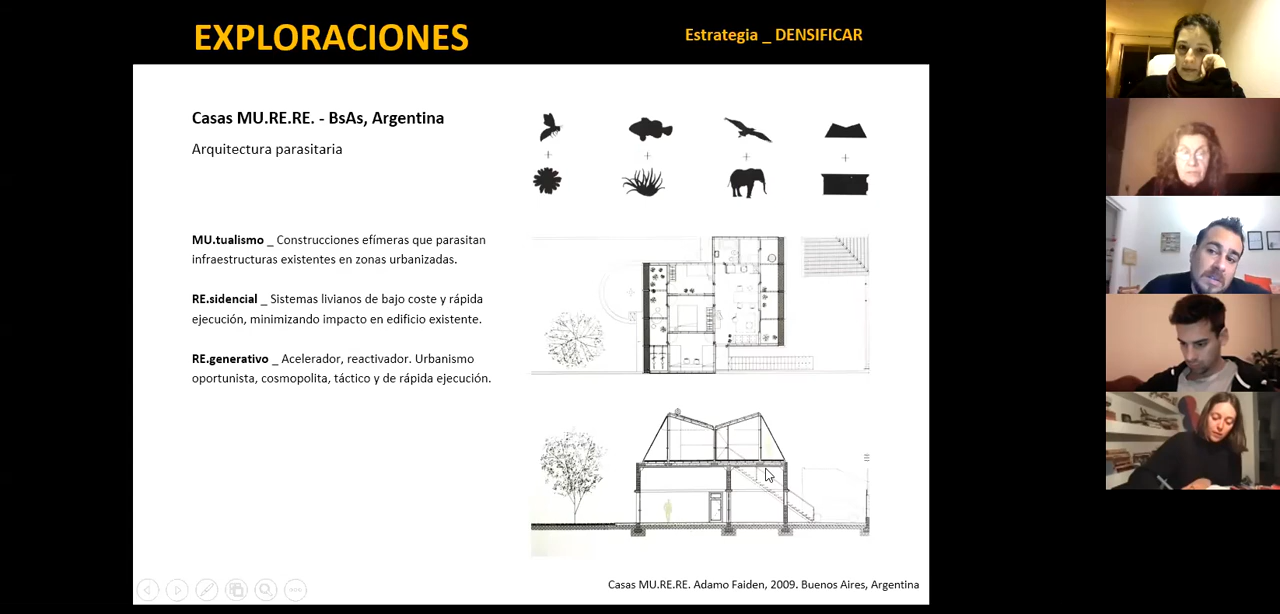 EXPLORACIONES
Estrategia _ DENSIFICAR
Casas MU.RE.RE. - BsAs, Argentina
Arquitectura parasitaria
MU.tualismo _ Construcciones efímeras que parasitan
infraestructuras existentes en zonas urbanizadas.
RE.sidencial _ Sistemas livianos de bajo coste y rápida
ejecución, minimizando impacto en edificio existente.
RE.generativo _ Acelerador, reactivador. Urbanismo
oportunista, cosmopolita, táctico y de rápida ejecución.
Casas MU.RE.RE. Adamo Faiden, 2009. Buenos Aires, Argentina